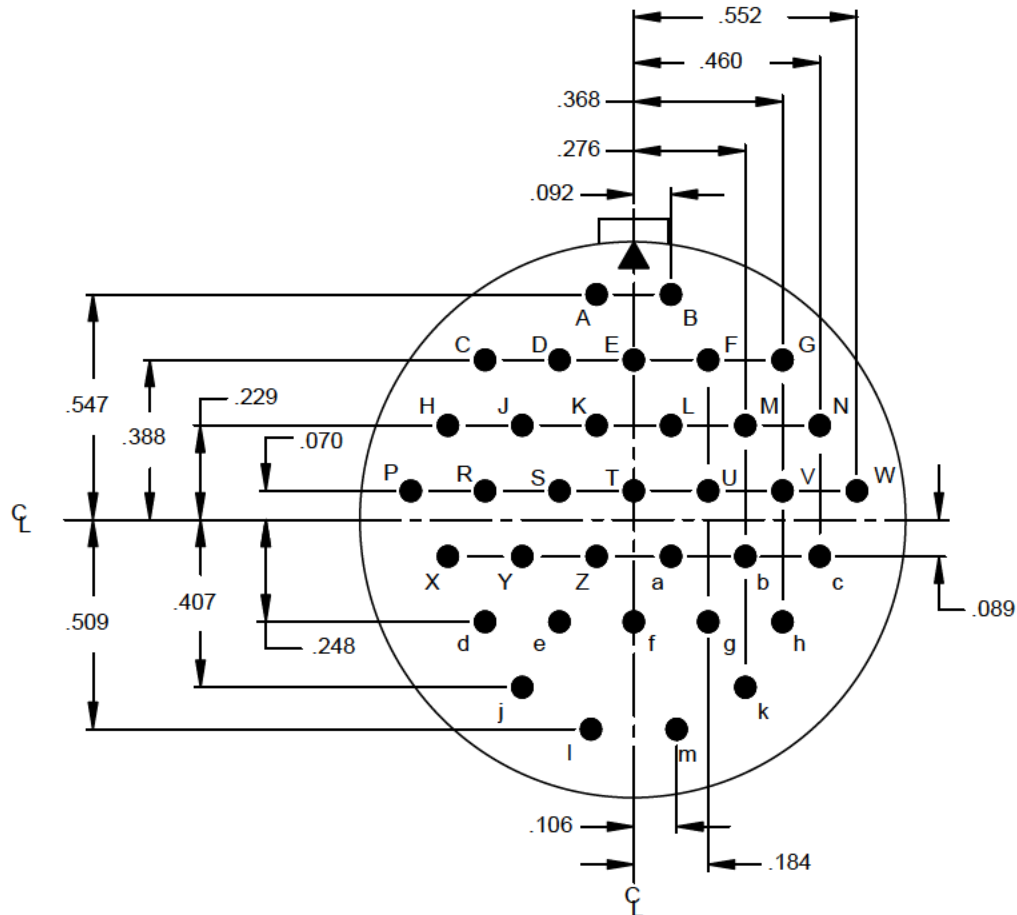 .552
.460
.368
.276
.092
A B
C D E F G
.547
.229
.388
H J K L M N
.070
P R S T U V W
CL
X Y Z a b c
.089
.407
.509
.248
d e f g h
j k
l m
.106
.184
CL